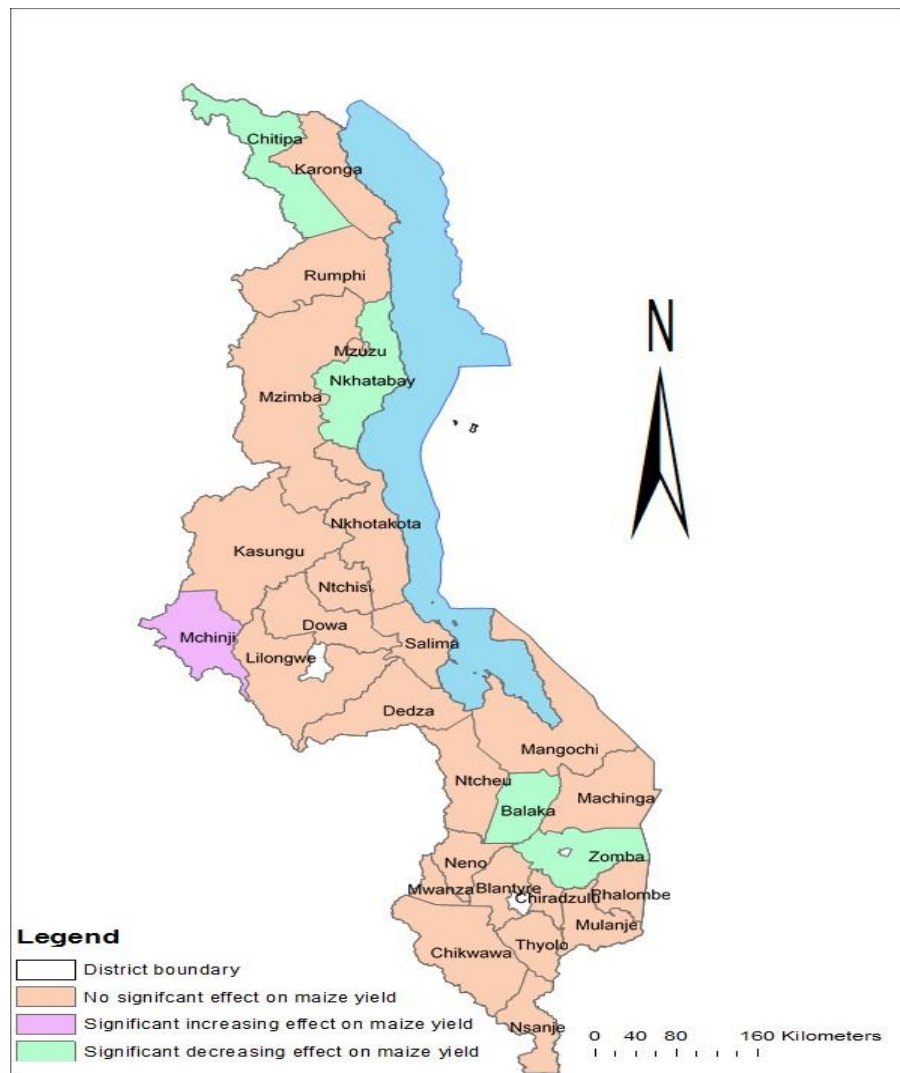 Chitipa
Karonga
Rumphi
N
Mzuzu
Nkhatabay
Mzimba
Nkhotakota
Kasungu
Ntchisi
Dowa
Mchinji
Salima
Lilongwe
Dedza
Mangochi
Ntcheu
Machinga
Balaka
Zomba
Neno
Mwanza
Blantyre
Chiradzulu
Phalombe
Mulanje
Thyolo
Chikwawa
Nsanje
Legend
District boundary
No signifcant effect on maize yield
Significant increasing effect on maize yield
Significant decreasing effect on maize yield
0 40 80 160 Kilometers